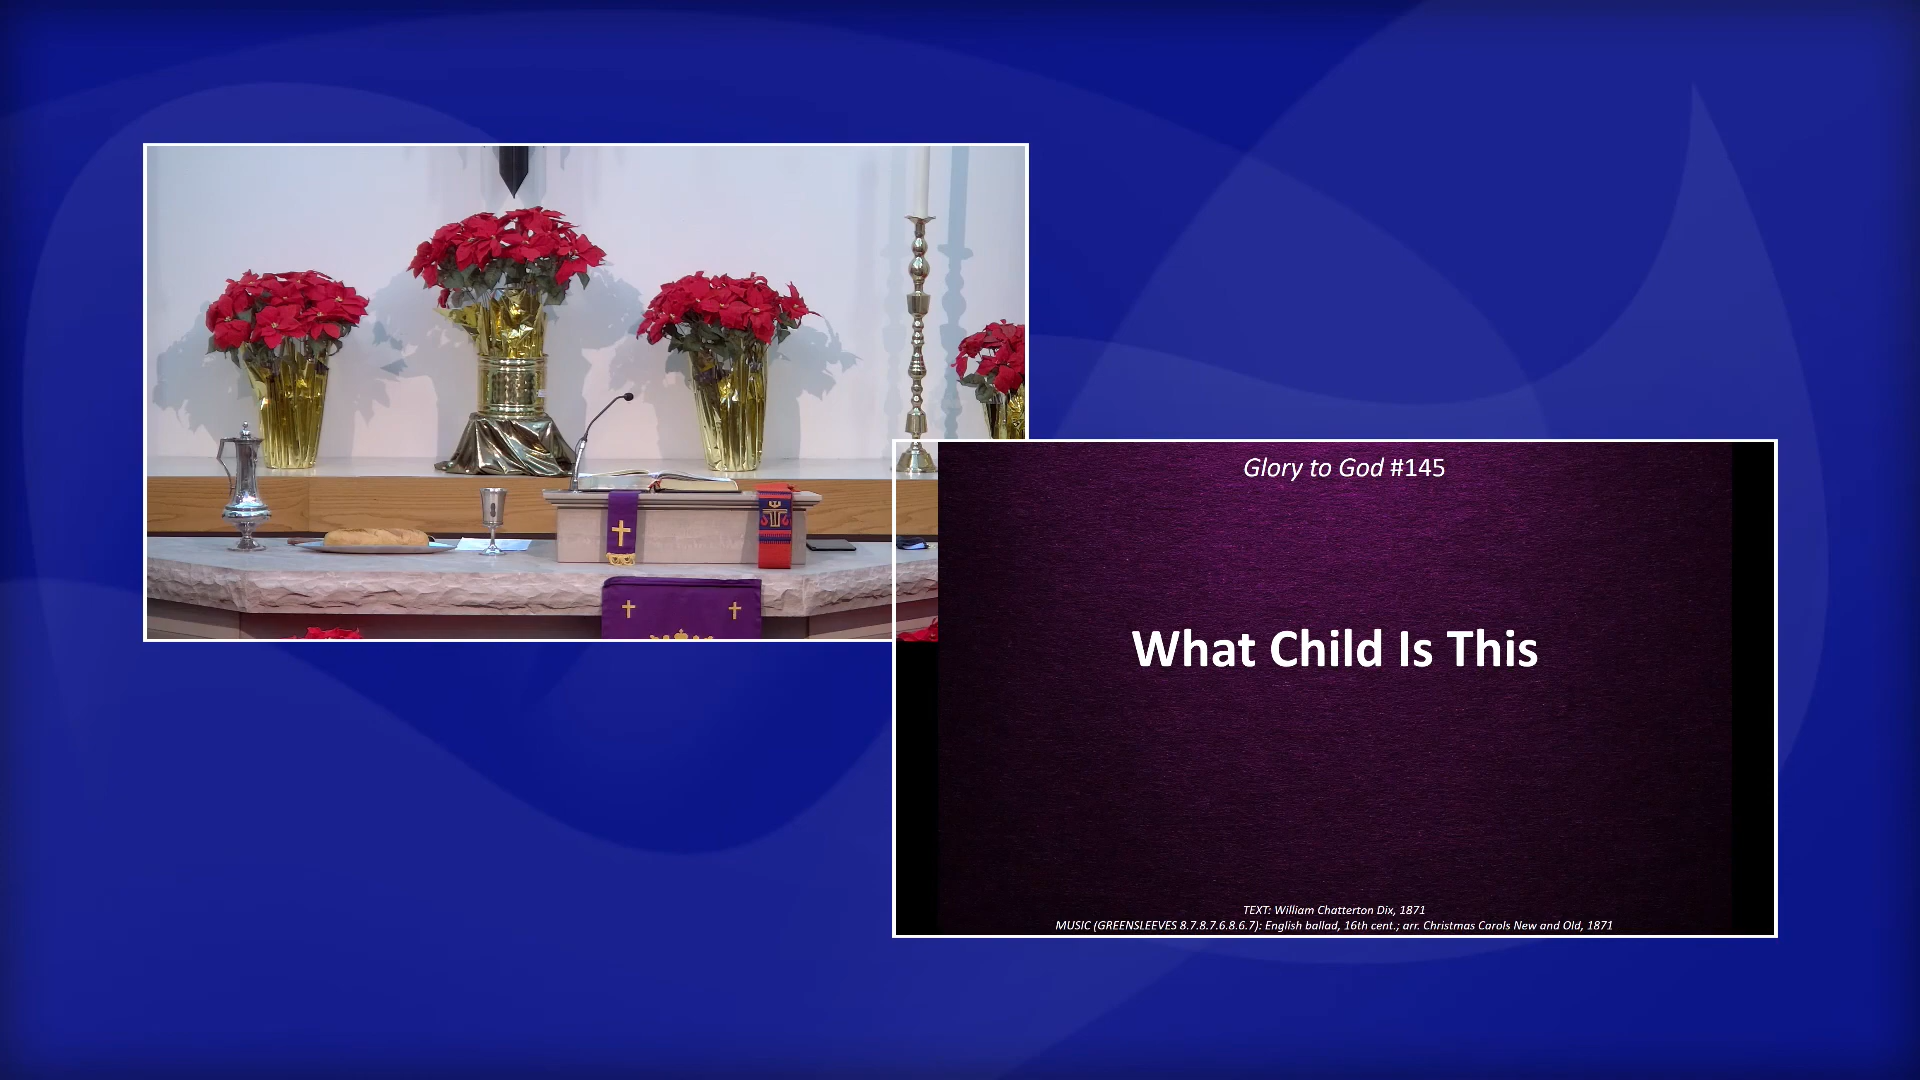 Glory to God #145
What Child Is This
TEXT: William Chatterton Dix, 1871
MUSIC (GREENSLEEVES 8.7.8.7.6.8.6.7): English ballad, 16th cent.; arr. Christmas Carols New and Old, 1871